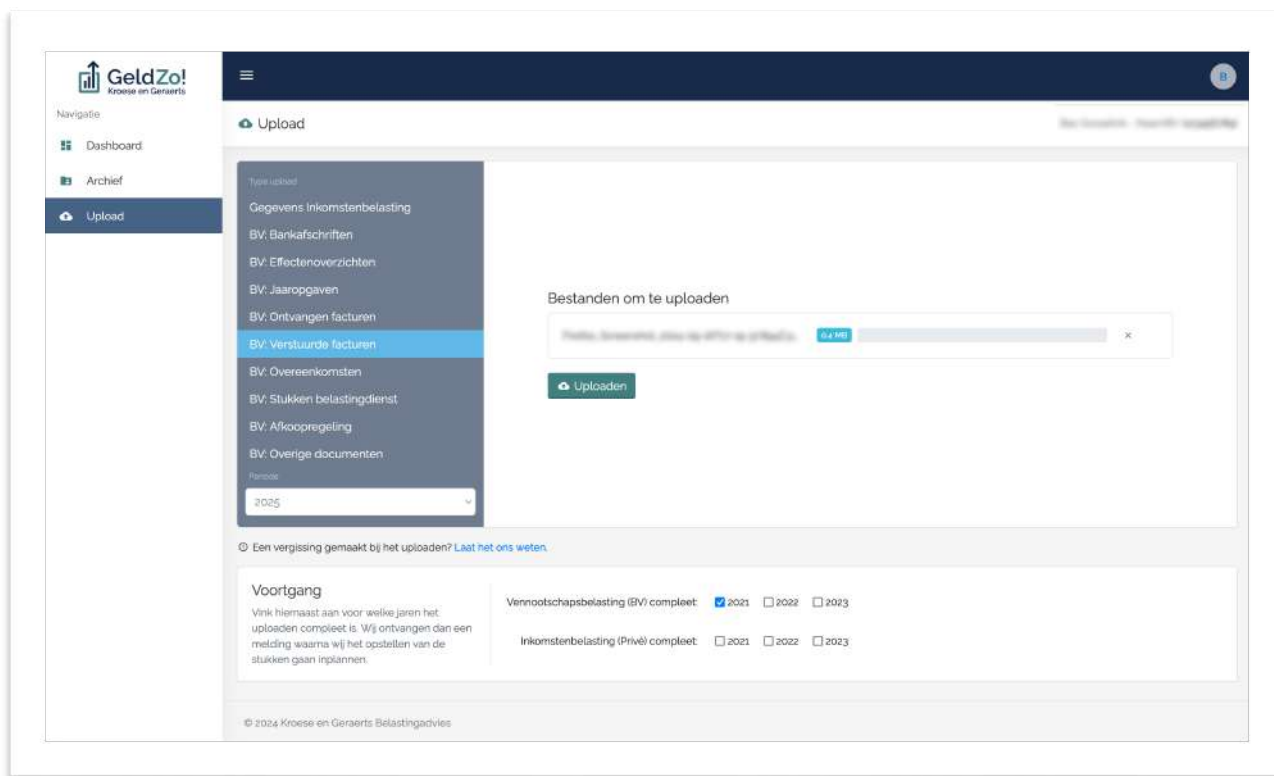 GeldZo!
Kroese en Geraerts
B
Navigatie
Dashboard
Archief
Upload
Upload
Type upload
Gegevens Inkomstenbelasting
BV: Bankafschriften
BV: Effectenoverzichten
BV: Jaaropgaven
BV: Ontvangen facturen
BV: Verstuurde facturen
BV: Overeenkomsten
BV: Stukken belastingdienst
BV: Afkoopregeling
BV: Overige documenten
Periode
2025
Bestanden om te uploaden
0.4 MB
×
Uploaden
Een vergissing gemaakt bij het uploaden? Laat het ons weten.
Voortgang
Vink hiernaast aan voor welke jaren het
uploaden compleet is. Wij ontvangen dan een
melding waarna wij het opstellen van de
stukken gaan inplannen.
Vennootschapsbelasting (BV) compleet: 2021 2022 2023
Inkomstenbelasting (Privé) compleet: 2021 2022 2023
© 2024 Kroese en Geraerts Belastingadvies